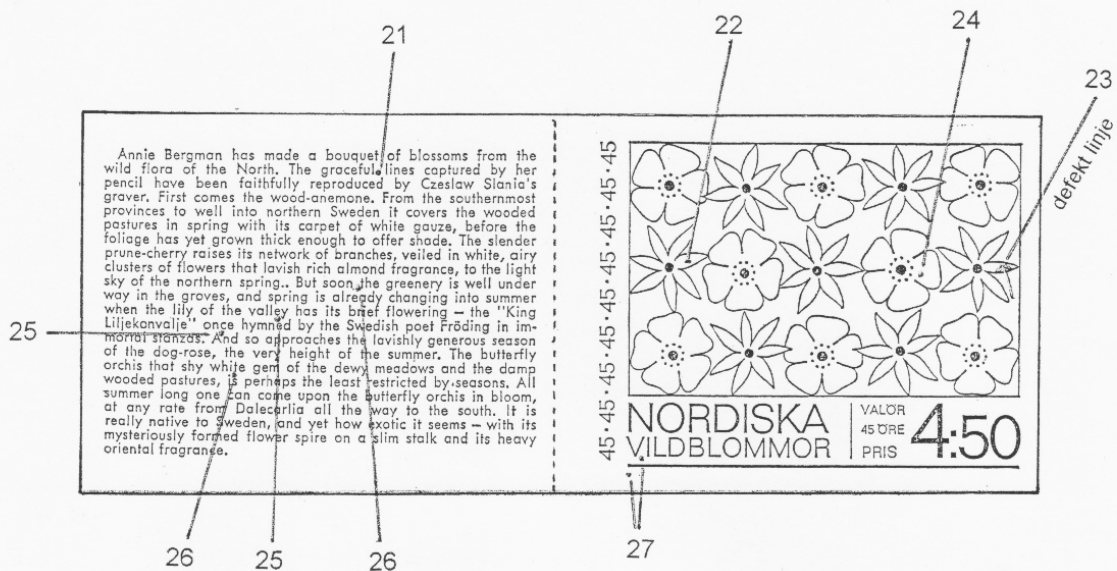 21
22
24
23
defekt linje
Annie Bergman has made a bouquet of blossoms from the
wild flora of the North. The graceful lines captured by her
pencil have been faithfully reproduced by Czeslaw Slania's
graver. First comes the wood-anemone. From the southernmost
provinces to well into northern Sweden it covers the wooded
pastures in spring with its carpet of white gauze, before the
foliage has yet grown thick enough to offer shade. The slender
prune-cherry raises its network of branches, veiled in white, airy
clusters of flowers that lavish rich almond fragrance, to the light
sky of the northern spring.. But soon the greenery is well under
way in the groves, and spring is already changing into summer
when the lily of the valley has its brief flowering – the "King
Liljekonvalje" once hymned by the Swedish poet Fröding in im-
mortal stanzas. And so approaches the lavishly generous season
of the dog-rose, the very height of the summer. The butterfly
orchis that shy white gem of the dewy meadows and the damp
wooded pastures, is perhaps the least restricted by seasons. All
summer long one can come upon the butterfly orchis in bloom,
at any rate from Dalecarlia all the way to the south. It is
really native to Sweden, and yet how exotic it seems – with its
mysteriously formed flower spire on a slim stalk and its heavy
oriental fragrance.
25
26
25
26
45·45·45·45·45·45·45·45·45·45
NORDISKA
VILDBLOMMOR
VALÖR
45 ÖRE
PRIS
4:50
27